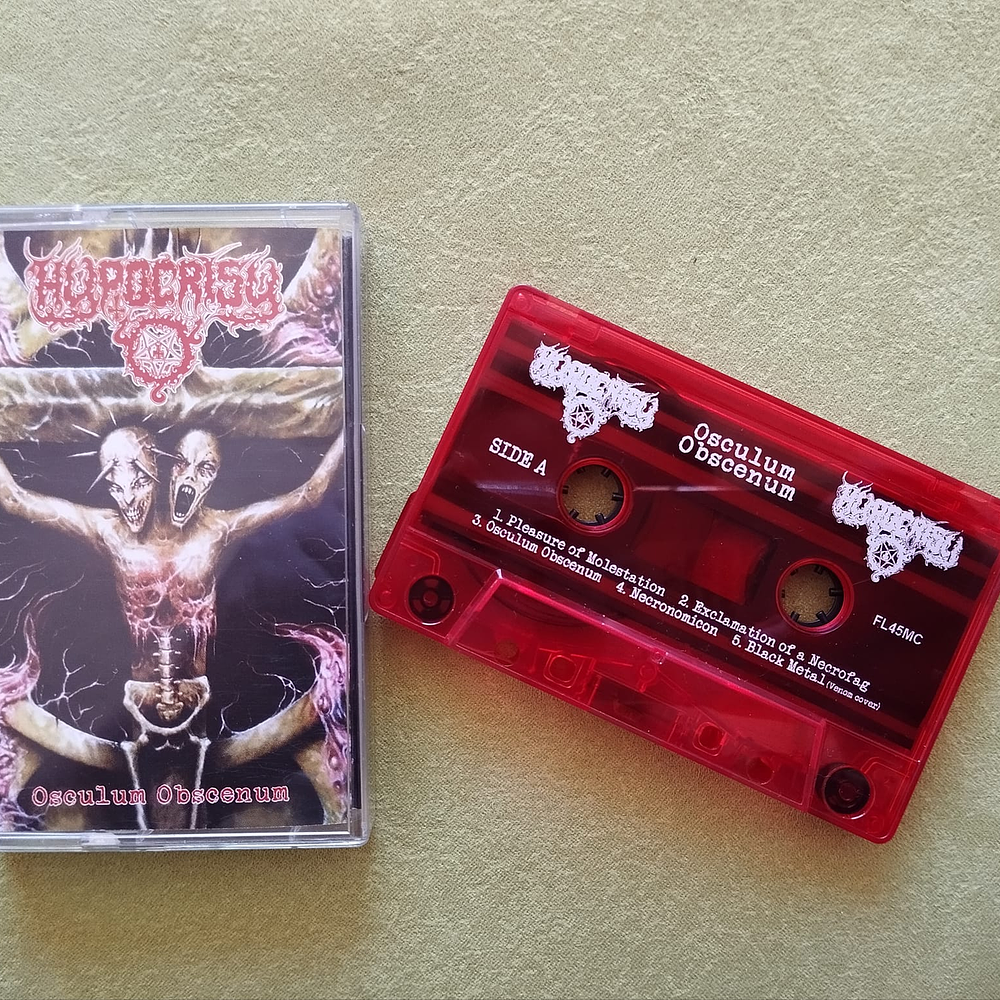 HYPOCRISY
Osculum Obscenum
HYPOCRISY
Osculum
Obscenum
HYPOCRISY
SIDE A
1. Pleasure of Molestation 2. Exclamation of a Necrofag
3. Osculum Obscenum 4. Necronomicon 5. Black Metal (Venom cover)
FL45MC